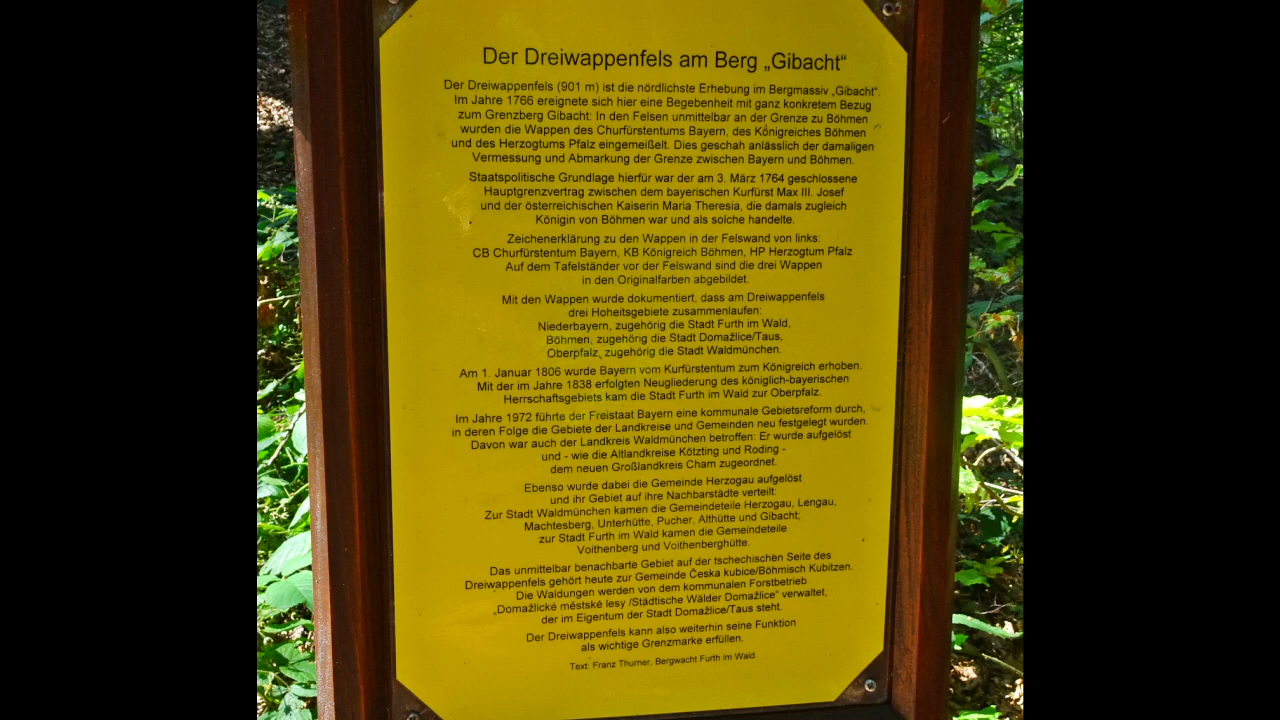 Der Dreiwappenfels am Berg „Gibacht“
Der Dreiwappenfels (901 m) ist die nördlichste Erhebung im Bergmassiv „Gibacht“.
Im Jahre 1766 ereignete sich hier eine Begebenheit mit ganz konkretem Bezug
zum Grenzberg Gibacht: In den Felsen unmittelbar an der Grenze zu Böhmen
wurden die Wappen des Churfürstentums Bayern, des Königreiches Böhmen
und des Herzogtums Pfalz eingemeißelt. Dies geschah anlässlich der damaligen
Vermessung und Abmarkung der Grenze zwischen Bayern und Böhmen.
Staatspolitische Grundlage hierfür war der am 3. März 1764 geschlossene
Hauptgrenzvertrag zwischen dem bayerischen Kurfürst Max III. Josef
und der österreichischen Kaiserin Maria Theresia, die damals zugleich
Königin von Böhmen war und als solche handelte.
Zeichenerklärung zu den Wappen in der Felswand von links:
CB Churfürstentum Bayern, KB Königreich Böhmen, HP Herzogtum Pfalz
Auf dem Tafelständer vor der Felswand sind die drei Wappen
in den Originalfarben abgebildet.
Mit den Wappen wurde dokumentiert, dass am Dreiwappenfels
drei Hoheitsgebiete zusammenlaufen:
Niederbayern, zugehörig die Stadt Furth im Wald,
Böhmen, zugehörig die Stadt Domažlice/Taus,
Oberpfalz, zugehörig die Stadt Waldmünchen.
Am 1. Januar 1806 wurde Bayern vom Kurfürstentum zum Königreich erhoben.
Mit der im Jahre 1838 erfolgten Neugliederung des königlich-bayerischen
Herrschaftsgebiets kam die Stadt Furth im Wald zur Oberpfalz.
Im Jahre 1972 führte der Freistaat Bayern eine kommunale Gebietsreform durch,
in deren Folge die Gebiete der Landkreise und Gemeinden neu festgelegt wurden.
Davon war auch der Landkreis Waldmünchen betroffen: Er wurde aufgelöst
und - wie die Altlandkreise Kötzting und Roding -
dem neuen Großlandkreis Cham zugeordnet.
Ebenso wurde dabei die Gemeinde Herzogau aufgelöst
und ihr Gebiet auf ihre Nachbarstädte verteilt:
Zur Stadt Waldmünchen kamen die Gemeindeteile Herzogau, Lengau,
Machtesberg, Unterhütte, Pucher, Althütte und Gibacht;
zur Stadt Furth im Wald kamen die Gemeindeteile
Voithenberg und Voithenberghütte.
Das unmittelbar benachbarte Gebiet auf der tschechischen Seite des
Dreiwappenfels gehört heute zur Gemeinde Česka kubice/Böhmisch Kubitzen.
Die Waldungen werden von dem kommunalen Forstbetrieb
„Domažlické městské lesy /Städtische Wälder Domažlice“ verwaltet,
der im Eigentum der Stadt Domažlice/Taus steht.
Der Dreiwappenfels kann also weiterhin seine Funktion
als wichtige Grenzmarke erfüllen.
Text: Franz Thurner, Bergwacht Furth im Wald